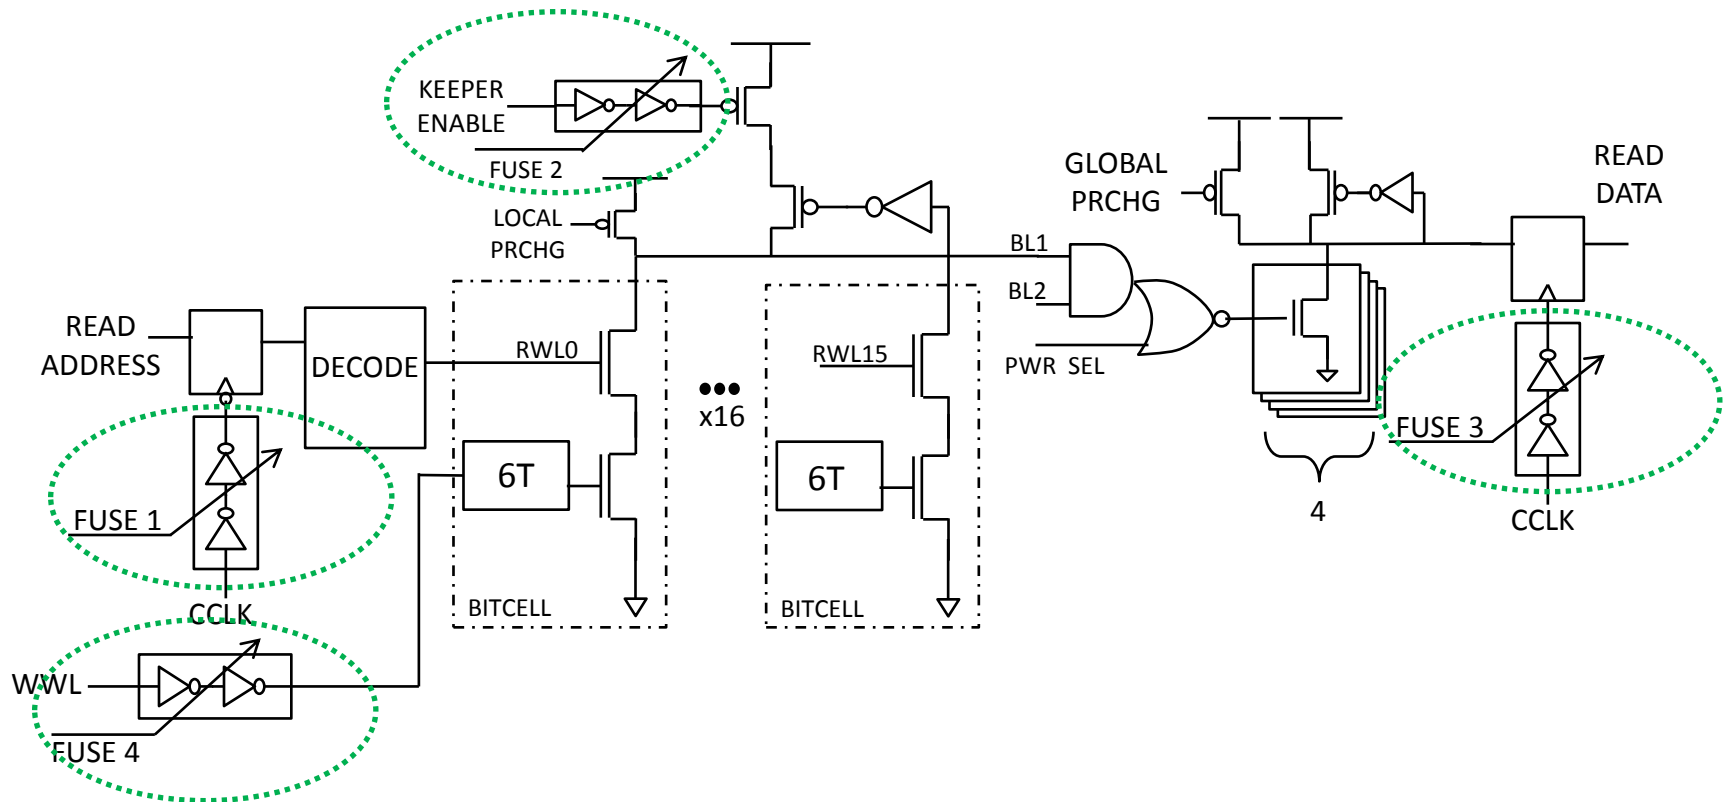 KEEPER
ENABLE
FUSE 2
LOCAL
PRCHG
GLOBAL
PRCHG
READ
DATA
BL1
BL2
PWR SEL
READ
ADDRESS
DECODE
RWL0
RWL15
x16
6T
6T
BITCELL
BITCELL
FUSE 1
CCLK
WWL
FUSE 4
4
FUSE 3
CCLK